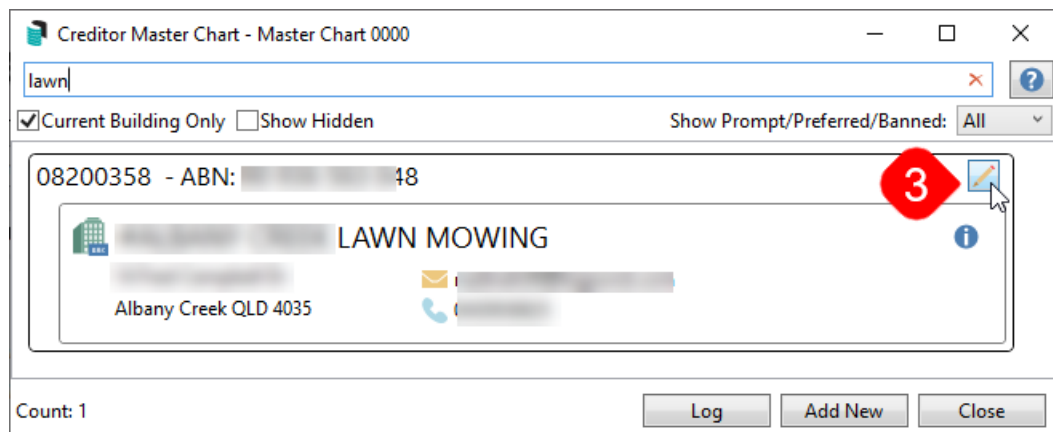 Creditor Master Chart - Master Chart 0000
lawn
?
Current Building Only Show Hidden Show Prompt/Preferred/Banned: All
08200358 - ABN: 48
3
ABC
LAWN MOWING
i
Albany Creek QLD 4035
Count: 1 Log Add New Close